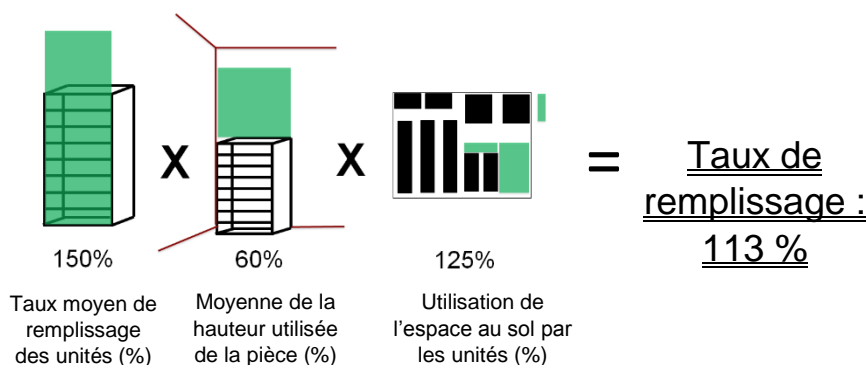 X
X
=
Taux de
remplissage :
113 %
150%
60%
125%
Taux moyen de
remplissage
des unités (%)
Moyenne de la
hauteur utilisée
de la pièce (%)
Utilisation de
l’espace au sol par
les unités (%)